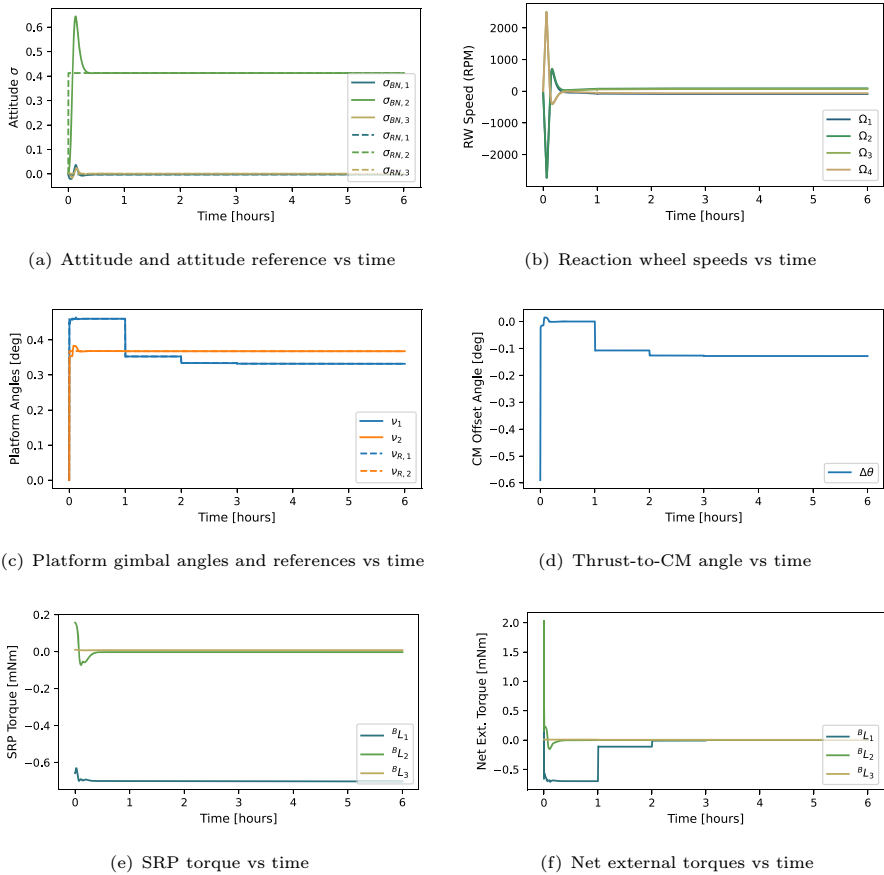 0.6
0.5
0.4
0.3
0.2
0.1
0.0
Attitude σ
σBN, 1
σBN, 2
σBN, 3
σRN, 1
σRN, 2
σRN, 3
0 1 2 3 4 5 6
Time [hours]
(a) Attitude and attitude reference vs time
2000
1000
0
−1000
−2000
RW Speed (RPM)
Ω1
Ω2
Ω3
Ω4
0 1 2 3 4 5 6
Time [hours]
(b) Reaction wheel speeds vs time
0.4
0.3
0.2
0.1
0.0
Platform Angles [deg]
ν1
ν2
νR, 1
νR, 2
0 1 2 3 4 5 6
Time [hours]
(c) Platform gimbal angles and references vs time
0.0
−0.1
−0.2
−0.3
−0.4
−0.5
−0.6
CM Offset Angle [deg]
Δθ
0 1 2 3 4 5 6
Time [hours]
(d) Thrust-to-CM angle vs time
0.2
0.0
−0.2
−0.4
−0.6
SRP Torque [mNm]
BL1
BL2
BL3
0 1 2 3 4 5 6
Time [hours]
(e) SRP torque vs time
2.0
1.5
1.0
0.5
0.0
−0.5
Net Ext. Torque [mNm]
BL1
BL2
BL3
0 1 2 3 4 5 6
Time [hours]
(f) Net external torques vs time